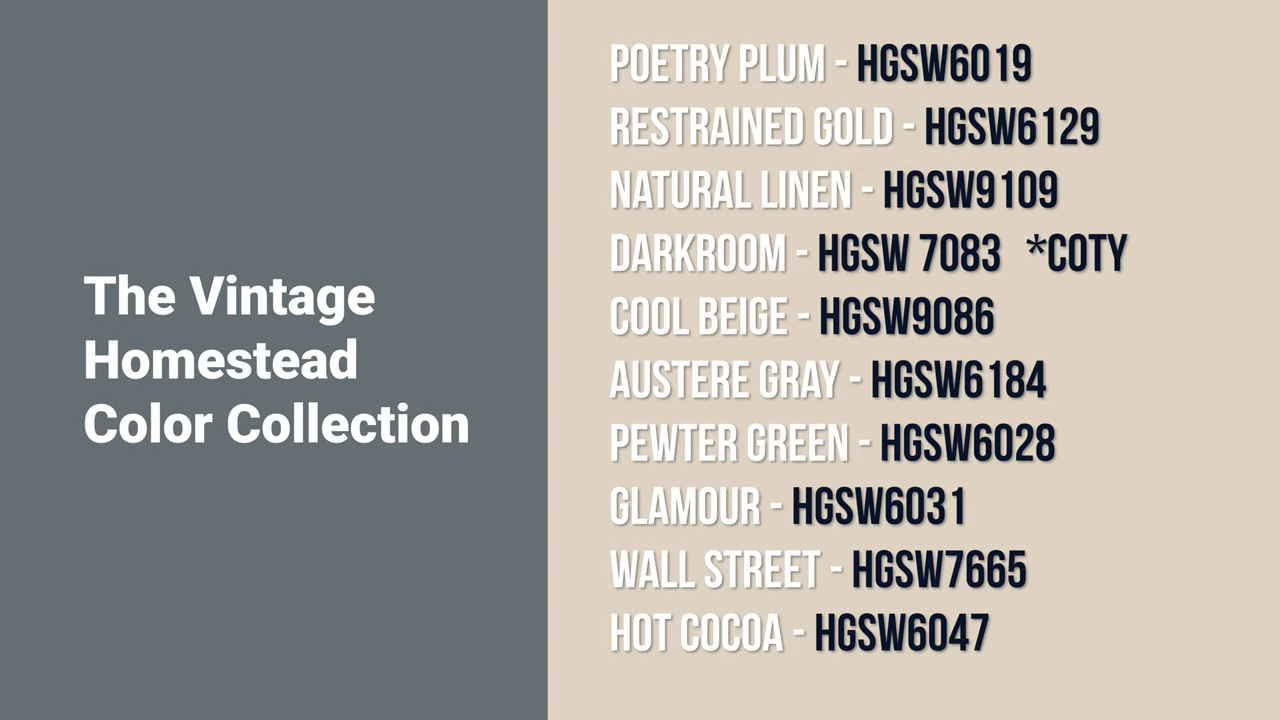 The Vintage
Homestead
Color Collection
POETRY PLUM - HGSW6019
RESTRAINED GOLD - HGSW6129
NATURAL LINEN - HGSW9109
DARKROOM - HGSW 7083 *COTY
COOL BEIGE - HGSW9086
AUSTERE GRAY - HGSW6184
PEWTER GREEN - HGSW6028
GLAMOUR - HGSW6031
WALL STREET - HGSW7665
HOT COCOA - HGSW6047